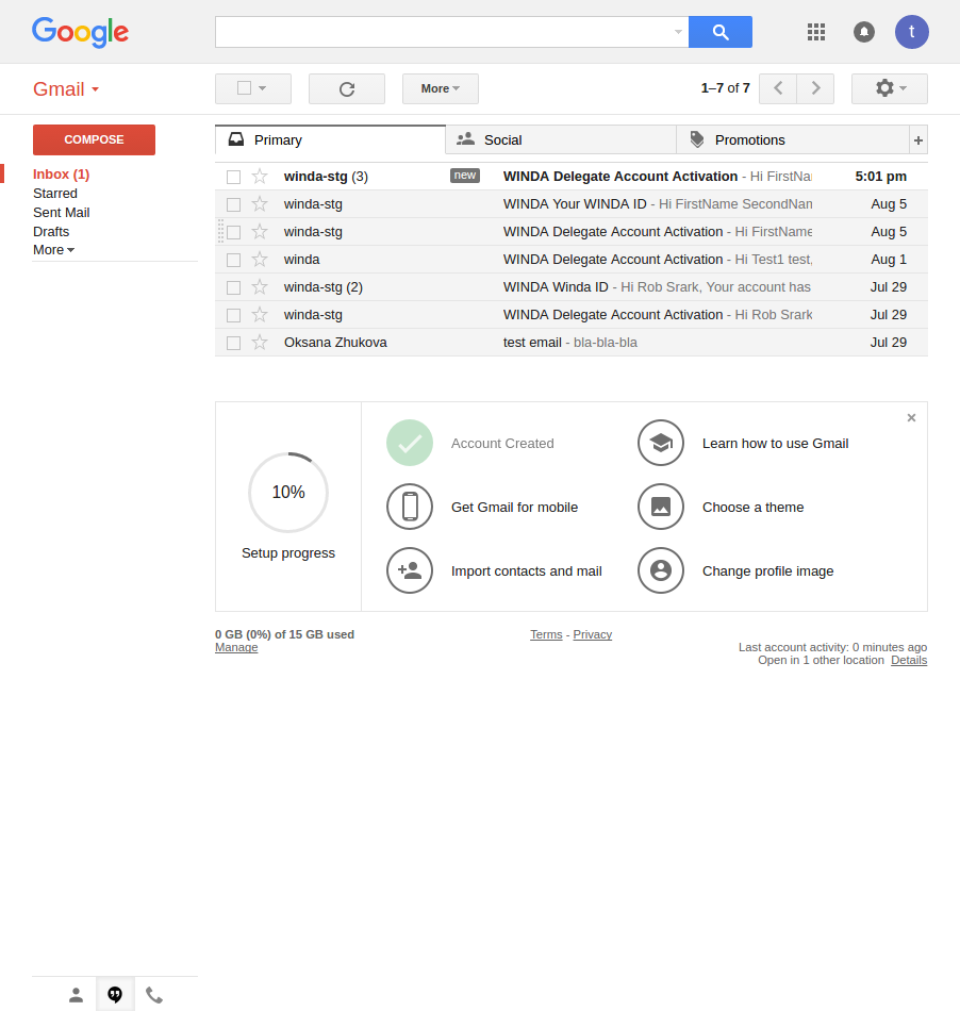 Google
t
Gmail
More
1–7 of 7
COMPOSE
Primary
Social
Promotions
+
Inbox (1)
Starred
Sent Mail
Drafts
More
winda-stg (3) new WINDA Delegate Account Activation - Hi FirstNa 5:01 pm
winda-stg WINDA Your WINDA ID - Hi FirstName SecondNam Aug 5
winda-stg WINDA Delegate Account Activation - Hi FirstName Aug 5
winda WINDA Delegate Account Activation - Hi Test1 test, Aug 1
winda-stg (2) WINDA Winda ID - Hi Rob Srark, Your account has Jul 29
winda-stg WINDA Delegate Account Activation - Hi Rob Srark Jul 29
Oksana Zhukova test email - bla-bla-bla Jul 29
10%
Setup progress
Account Created
Learn how to use Gmail
Get Gmail for mobile
Choose a theme
Import contacts and mail
Change profile image
0 GB (0%) of 15 GB used
Manage
Terms - Privacy
Last account activity: 0 minutes ago
Open in 1 other location Details